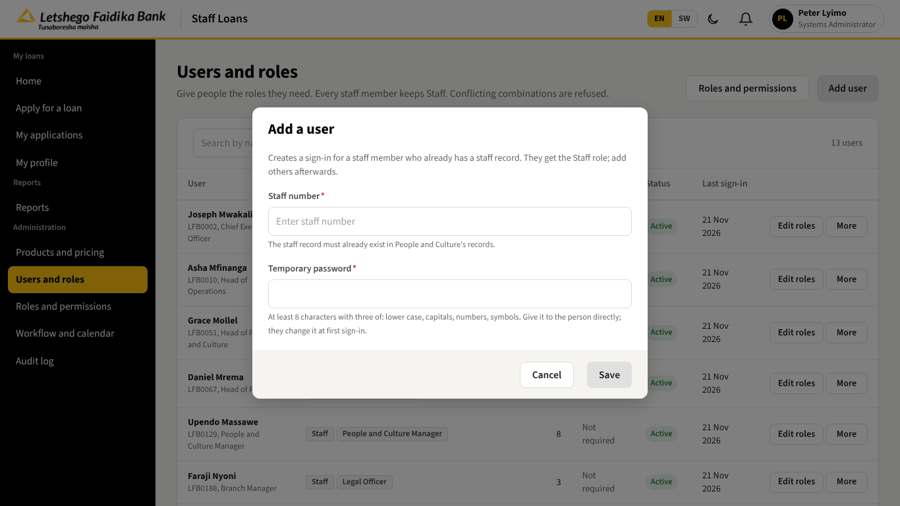 Letshego Faidika Bank
Tunaboresha maisha
Staff Loans
EN SW
PL
Peter Lyimo
Systems Administrator
My loans
Home
Apply for a loan
My applications
My profile
Reports
Reports
Administration
Products and pricing
Users and roles
Roles and permissions
Workflow and calendar
Audit log
Users and roles
Give people the roles they need. Every staff member keeps Staff. Conflicting combinations are refused.
Roles and permissions
Add user
Search by
13 users
User
Status
Last sign-in
Joseph Mwakali
LFB0002, Chief
Officer
Active
21 Nov
2026
Edit roles
More
Asha Mfinanga
LFB0010, Head of
Operations
Active
21 Nov
2026
Edit roles
More
Grace Mollel
LFB0051, Head of
and Culture
Active
21 Nov
2026
Edit roles
More
Daniel Mrema
LFB0067, Head of
Active
21 Nov
2026
Edit roles
More
Upendo Massawe
LFB0129, People and
Culture Manager
Staff
People and Culture Manager
8
Not
required
Active
21 Nov
2026
Edit roles
More
Faraji Nyoni
LFB0188, Branch Manager
Staff
Legal Officer
3
Not
required
Active
21 Nov
2026
Edit roles
More
Add a user
Creates a sign-in for a staff member who already has a staff record. They get the Staff role; add
others afterwards.
Staff number*
Enter staff number
The staff record must already exist in People and Culture's records.
Temporary password*
At least 8 characters with three of: lower case, capitals, numbers, symbols. Give it to the person directly;
they change it at first sign-in.
Cancel
Save